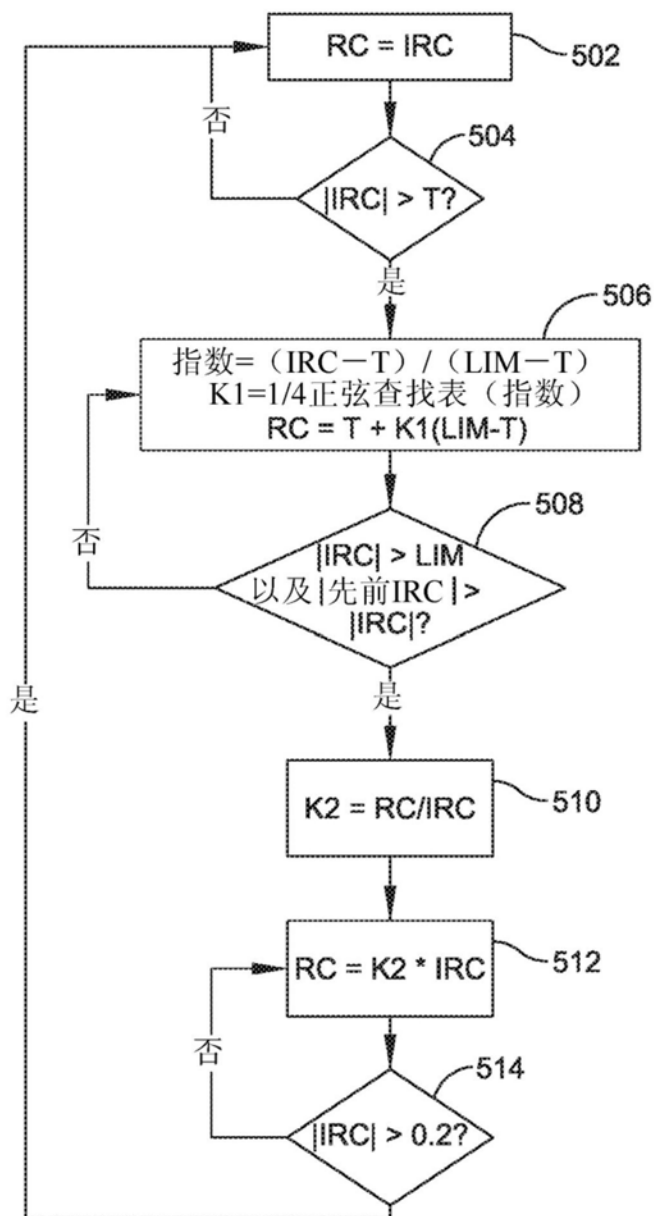 RC = IRC
502
否
504
|IRC| > T?
是
506
指数=（IRC－T）/（LIM－T）
K1=1/4正弦查找表（指数）
RC = T + K1(LIM-T)
否
508
|IRC| > LIM
以及|先前IRC|>
|IRC|?
是
是
K2 = RC/IRC
510
RC = K2 * IRC
512
否
514
|IRC| > 0.2?